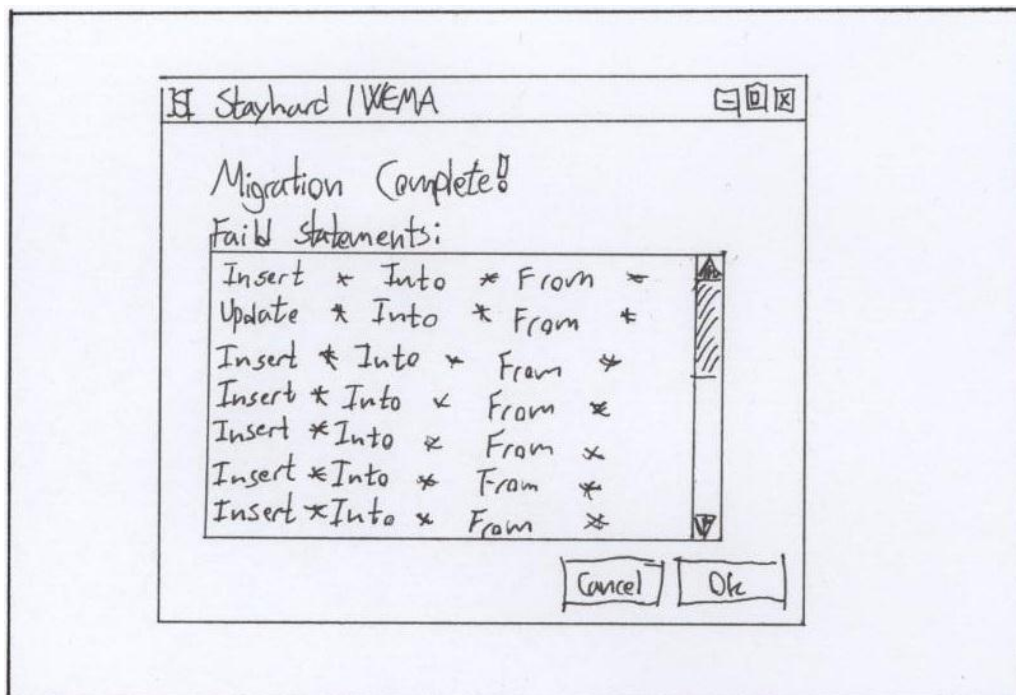 Stayhard / WEMA
Migration Complete!
Faild Statements:
Insert * Into * From *
Update * Into * From *
Insert * Into * From *
Insert * Into * From *
Insert * Into * From *
Insert * Into * From *
Insert * Into * From *
Cancel Ok